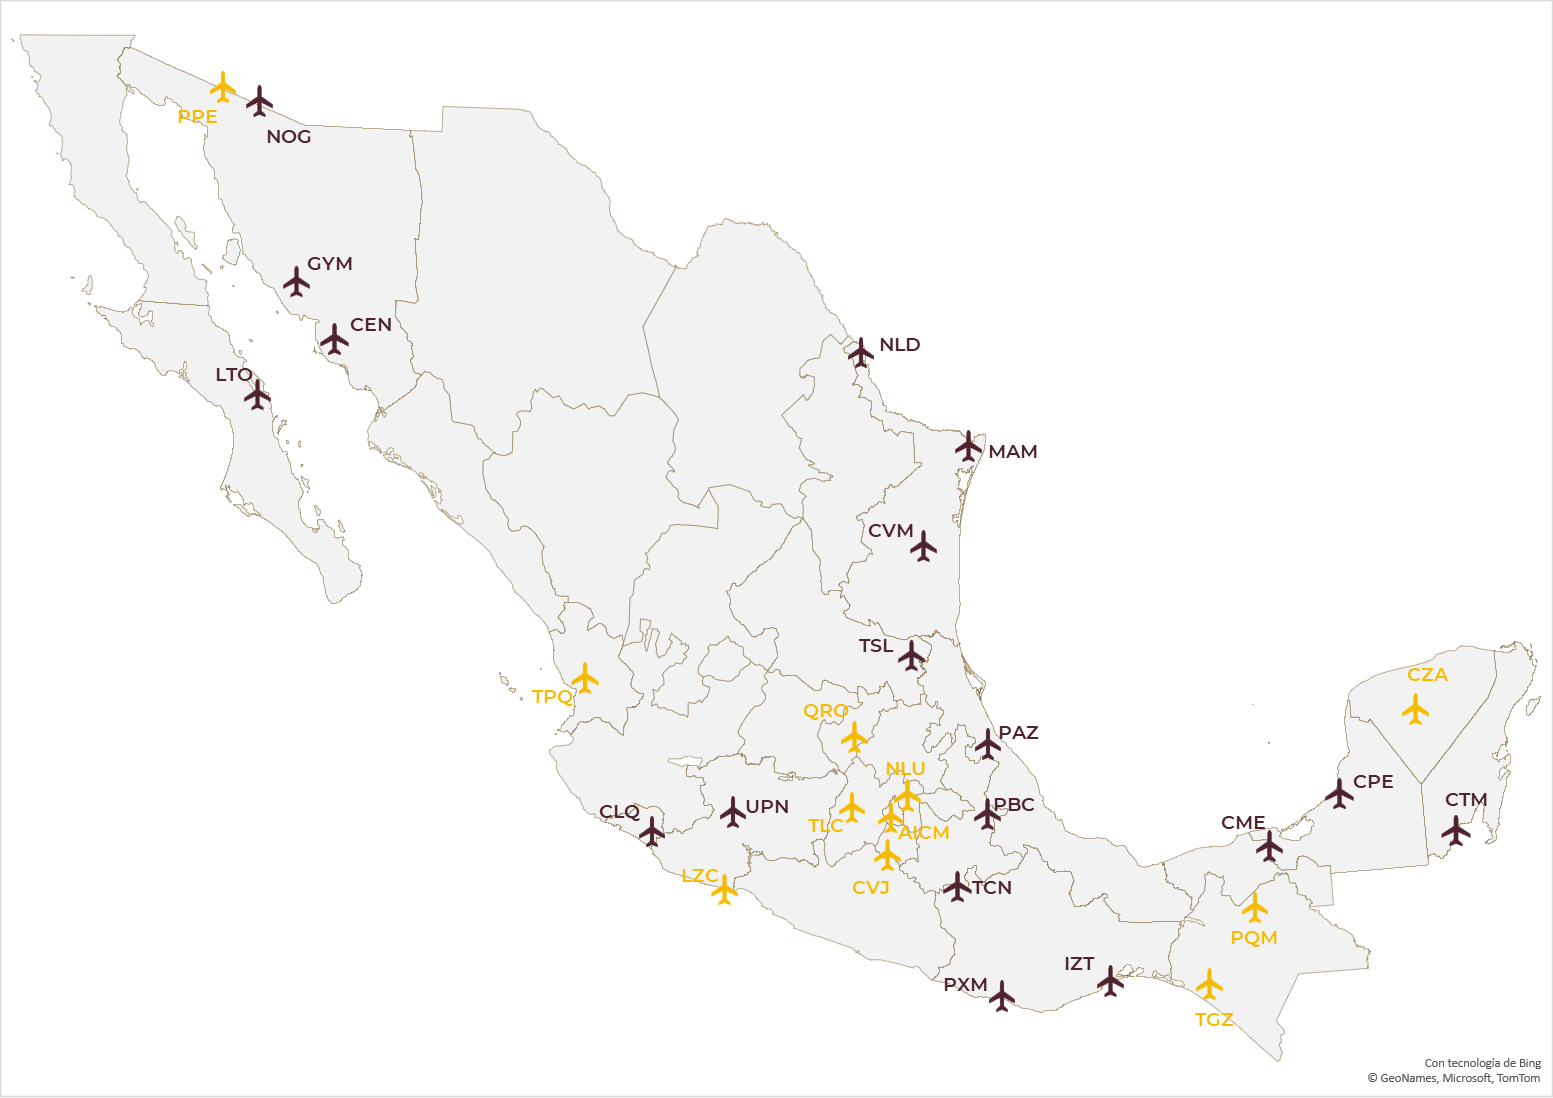 PPE
NOG
GYM
CEN
NLD
LTO
MAM
CVM
TSL
CZA
TPQ
QRO
PAZ
NLU
CPE
CTM
PBC
UPN
CLQ
TLC
AICM
CME
LZC
CVJ
TCN
PQM
IZT
PXM
TGZ
Con tecnología de Bing
© GeoNames, Microsoft, TomTom